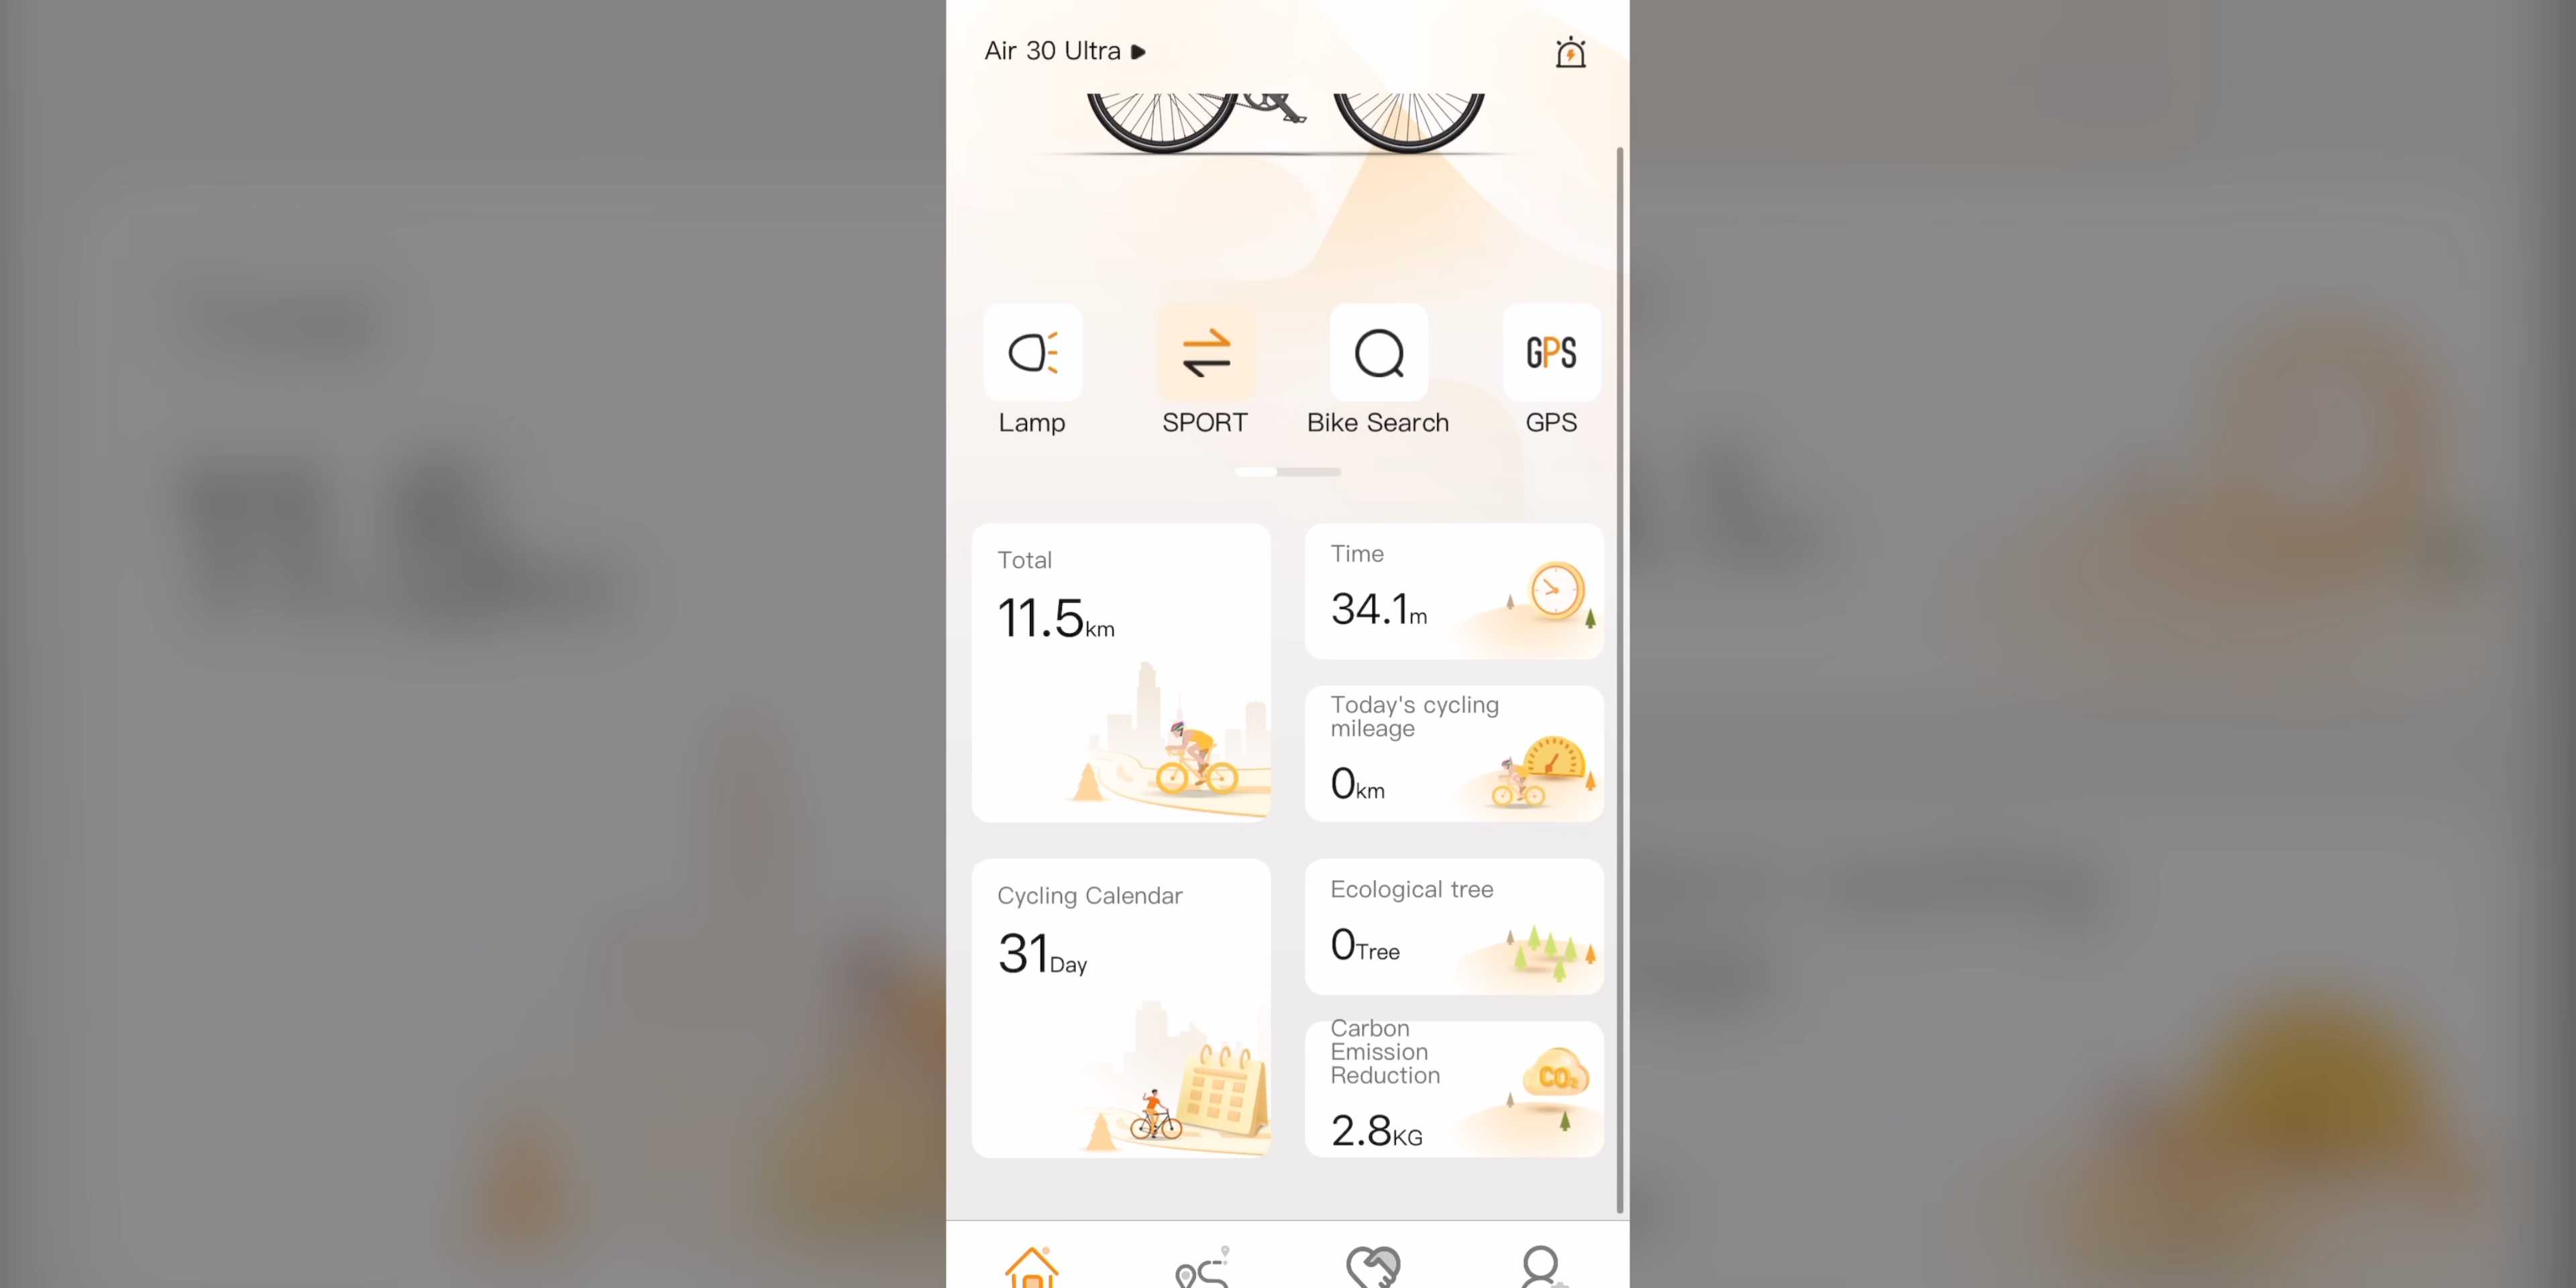 Air 30 Ultra
GPS
Lamp
SPORT
Bike Search
GPS
Total
11.5km
Time
34.1m
Today's cycling
mileage
0km
Cycling Calendar
31Day
Ecological tree
0Tree
Carbon
Emission
Reduction
CO₂
2.8KG